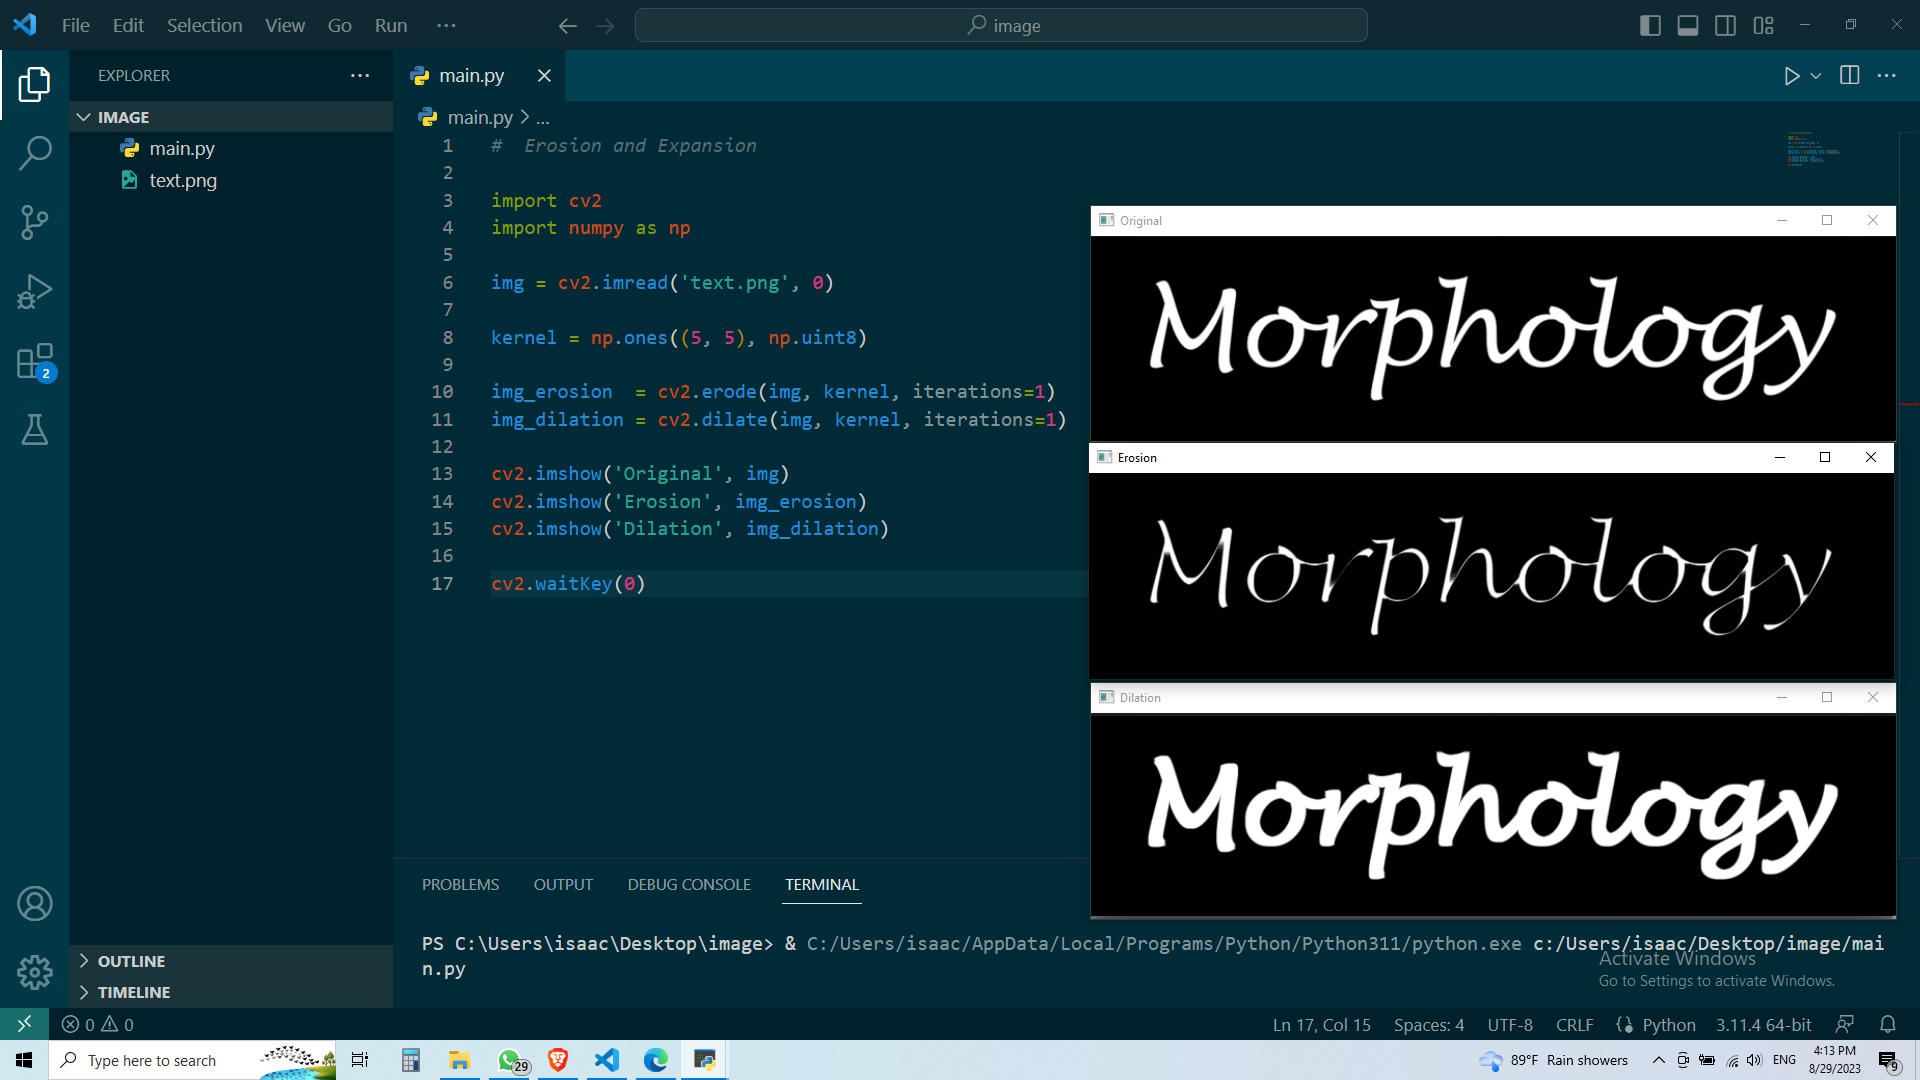 File Edit Selection View Go Run ···
image
EXPLORER ···
main.py
IMAGE
main.py
text.png
2
main.py > ...
1 # Erosion and Expansion
2
3 import cv2
4 import numpy as np
5
6 img = cv2.imread('text.png', 0)
7
8 kernel = np.ones((5, 5), np.uint8)
9
10 img_erosion  = cv2.erode(img, kernel, iterations=1)
11 img_dilation = cv2.dilate(img, kernel, iterations=1)
12
13 cv2.imshow('Original', img)
14 cv2.imshow('Erosion', img_erosion)
15 cv2.imshow('Dilation', img_dilation)
16
17 cv2.waitKey(0)
Original
Morphology
Erosion
Morphology
Dilation
Morphology
PROBLEMS OUTPUT DEBUG CONSOLE TERMINAL
PS C:\Users\isaac\Desktop\image> & C:/Users/isaac/AppData/Local/Programs/Python/Python311/python.exe c:/Users/isaac/Desktop/image/mai
n.py
Activate Windows
Go to Settings to activate Windows.
OUTLINE
TIMELINE
0 0
Ln 17, Col 15 Spaces: 4 UTF-8 CRLF Python 3.11.4 64-bit
Type here to search
29
89°F Rain showers
ENG
4:13 PM
8/29/2023
9